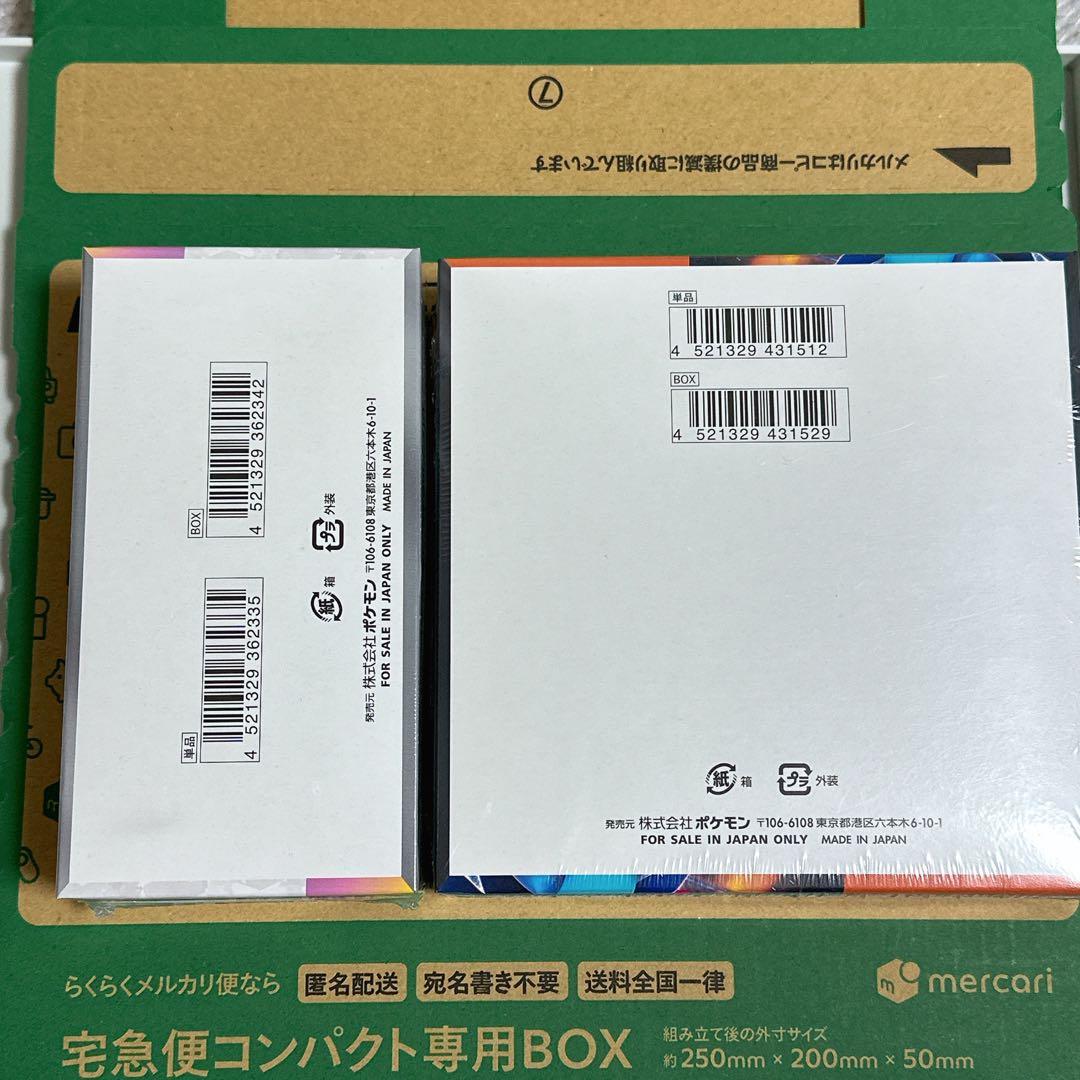 ⑦
メルカリはコピー商品の撲滅に取り組んでいます
単品
4 521329 362335
BOX
4 521329 362342
紙 箱
プラ 外装
発売元 株式会社 ポケモン 〒106-6108 東京都港区六本木6-10-1
FOR SALE IN JAPAN ONLY MADE IN JAPAN
単品
4 521329 431512
BOX
4 521329 431529
紙 箱 プラ 外装
発売元 株式会社 ポケモン 〒106-6108 東京都港区六本木6-10-1
FOR SALE IN JAPAN ONLY MADE IN JAPAN
らくらくメルカリ便なら 匿名配送 宛名書き不要 送料全国一律
mercari
宅急便コンパクト専用BOX
組み立て後の外寸サイズ
約250mm×200mm×50mm